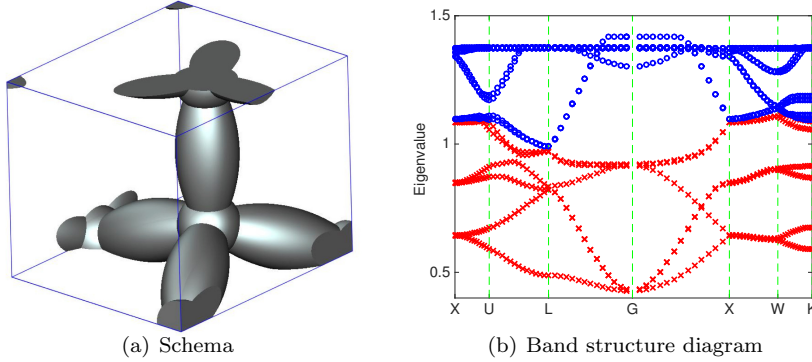 1.5
1
0.5
Eigenvalue
X U L G X W K
(a) Schema
(b) Band structure diagram